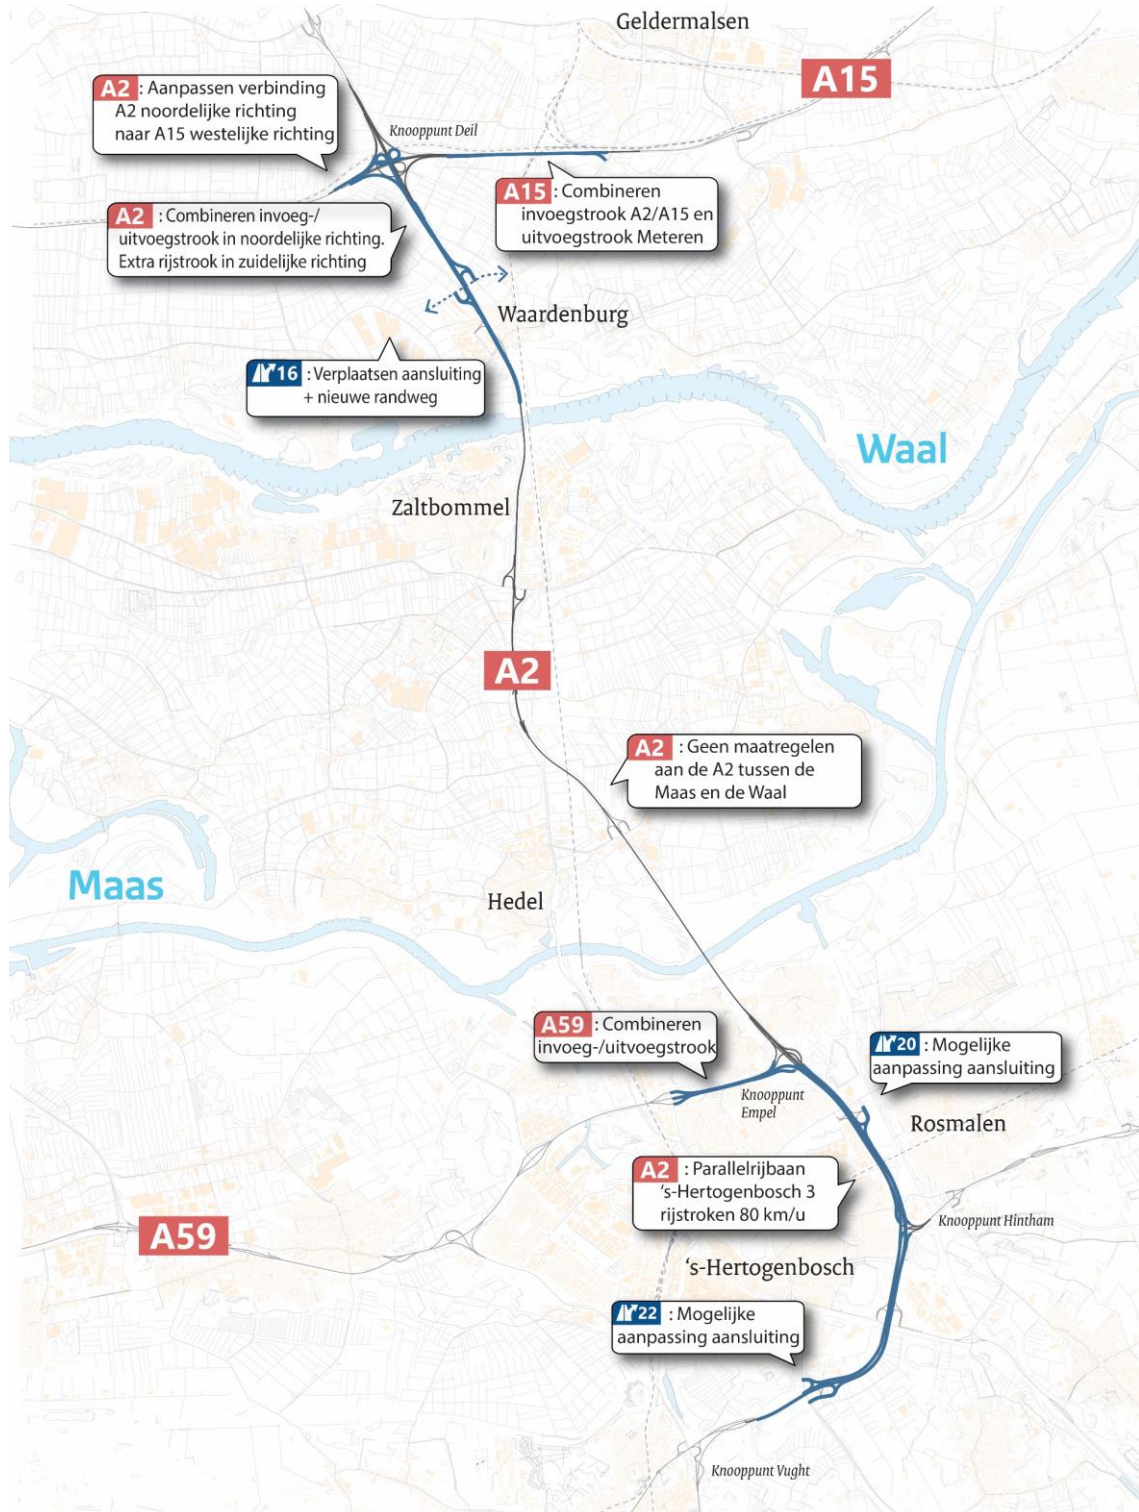 Geldermalsen
A15
A2 : Aanpassen verbinding
A2 noordelijke richting
naar A15 westelijke richting
Knooppunt Deil
A15 : Combineren
invoegstrook A2/A15 en
uitvoegstrook Meteren
A2 : Combineren invoeg-/
uitvoegstrook in noordelijke richting.
Extra rijstrook in zuidelijke richting
Waardenburg
16 : Verplaatsen aansluiting
+ nieuwe randweg
Waal
Zaltbommel
A2
A2 : Geen maatregelen
aan de A2 tussen de
Maas en de Waal
Maas
Hedel
A59 : Combineren
invoeg-/uitvoegstrook
20 : Mogelijke
aanpassing aansluiting
Knooppunt
Empel
Rosmalen
A2 : Parallelrijbaan
‘s-Hertogenbosch 3
rijstroken 80 km/u
A59
Knooppunt Hintham
‘s-Hertogenbosch
22 : Mogelijke
aanpassing aansluiting
Knooppunt Vught